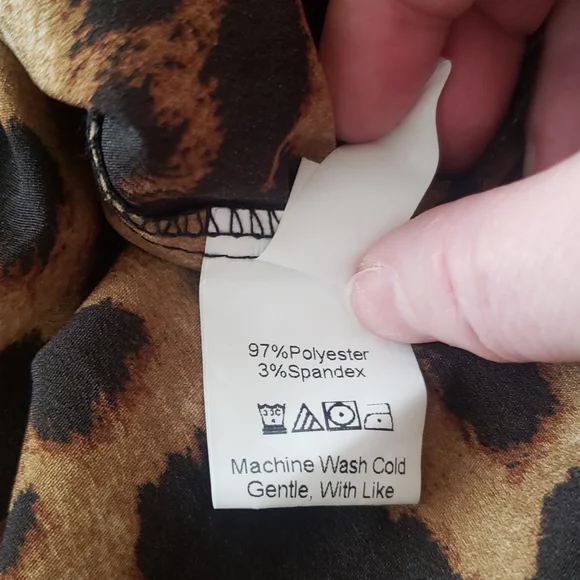 97%Polyester
3%Spandex
Machine Wash Cold
Gentle, With Like